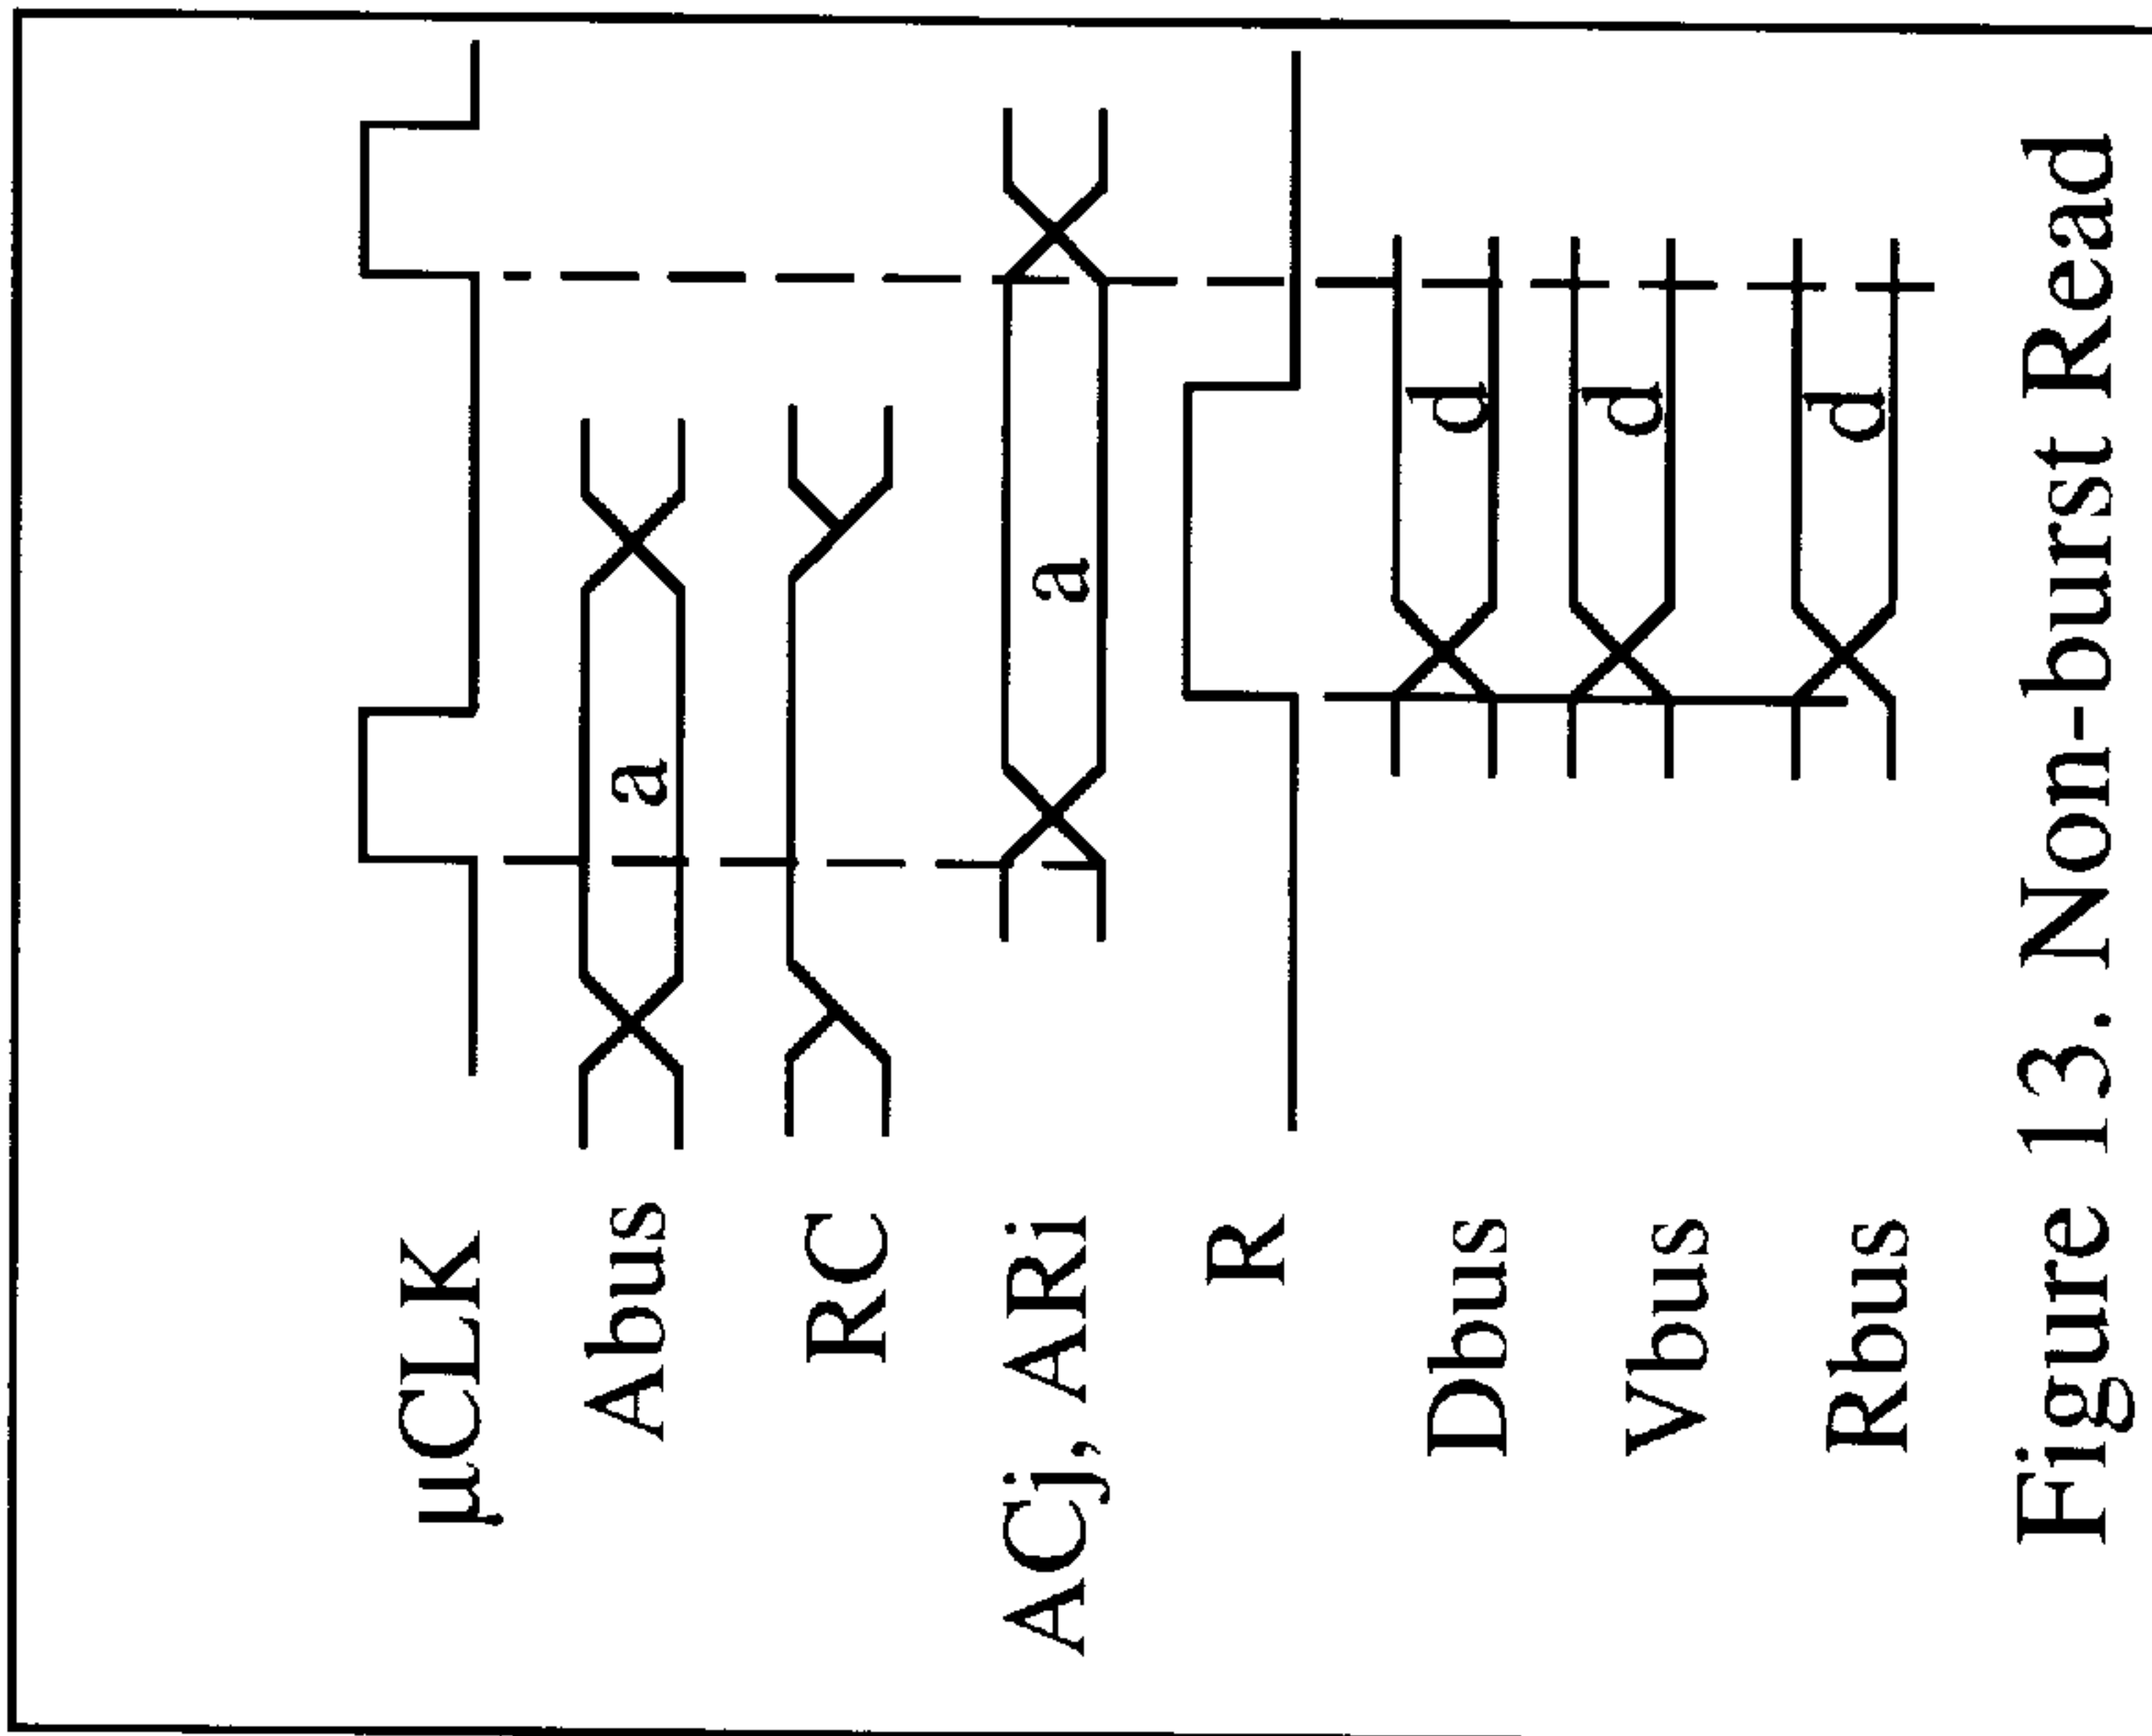 µCLK
Abus
a
RC
ACj, ARi
a
R
Dbus
d
Vbus
d
Rbus
d
Figure 13. Non-burst Read